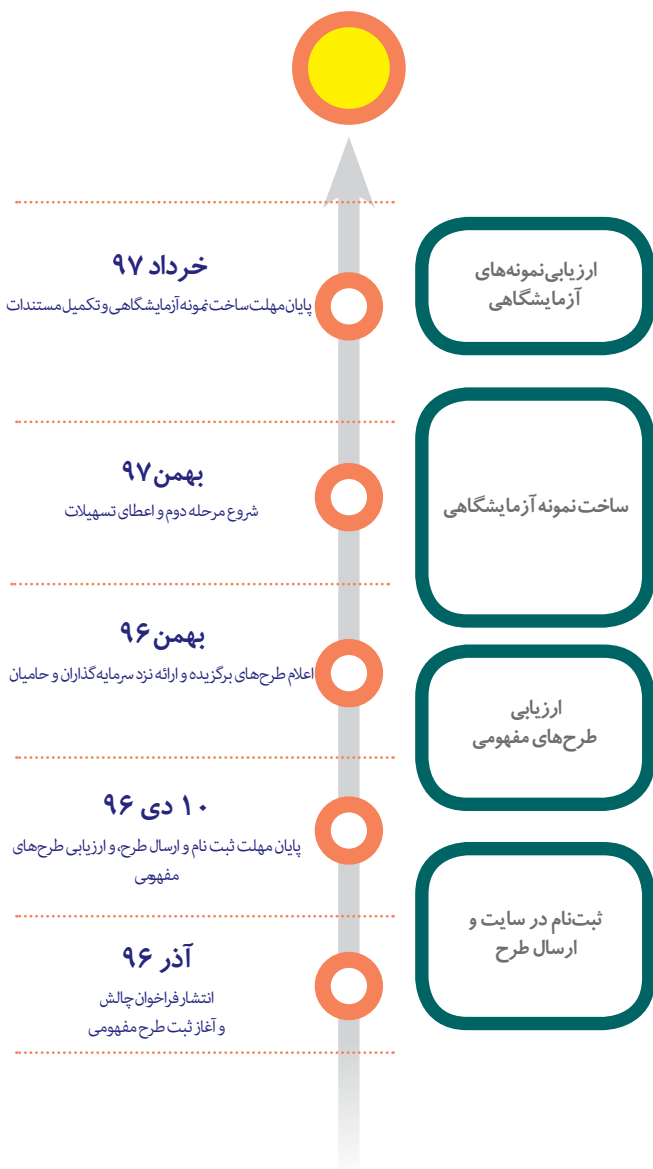 خرداد ۹۷
پایان مهلت ساخت نمونه آزمایشگاهی و تکمیل مستندات
ارزیابی نمونه‌های
آزمایشگاهی
بهمن ۹۷
شروع مرحله دوم و اعطای تسهیلات
ساخت نمونه آزمایشگاهی
بهمن ۹۶
اعلام طرح‌های برگزیده و ارائه نزد سرمایه‌گذاران و حامیان
ارزیابی
طرح‌های مفهومی
۱۰ دی ۹۶
پایان مهلت ثبت نام و ارسال طرح، و ارزیابی طرح‌های
مفهومی
ثبت‌نام در سایت و
ارسال طرح
آذر ۹۶
انتشار فراخوان چالش
و آغاز ثبت طرح مفهومی